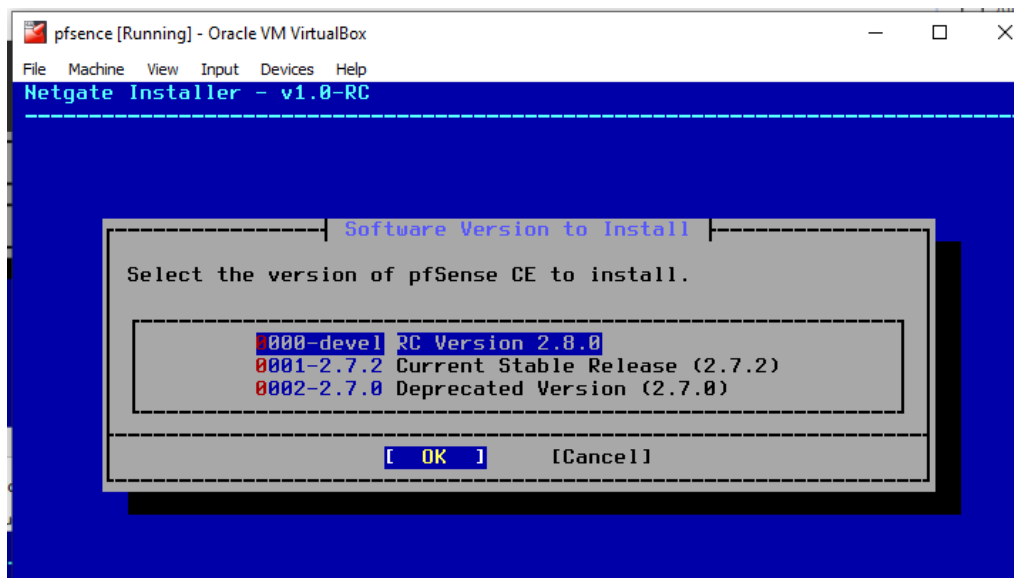 pfsence [Running] - Oracle VM VirtualBox
File Machine View Input Devices Help
Netgate Installer - v1.0-RC
Software Version to Install
Select the version of pfSense CE to install.
0000-devel RC Version 2.8.0
0001-2.7.2 Current Stable Release (2.7.2)
0002-2.7.0 Deprecated Version (2.7.0)
[ OK ] [Cancel]